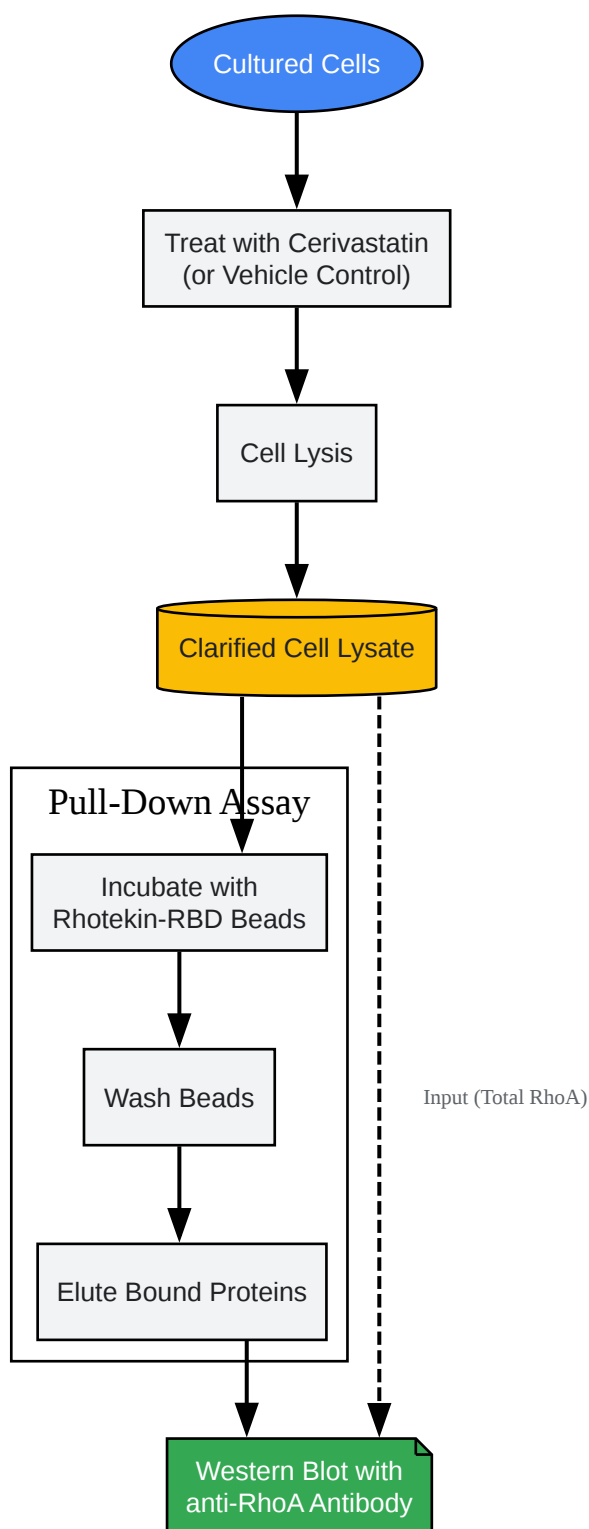 Cultured Cells
Treat with Cerivastatin
(or Vehicle Control)
Cell Lysis
Clarified Cell Lysate
Pull-Down Assay
Incubate with
Rhotekin-RBD Beads
Wash Beads
Input (Total RhoA)
Elute Bound Proteins
Western Blot with
anti-RhoA Antibody